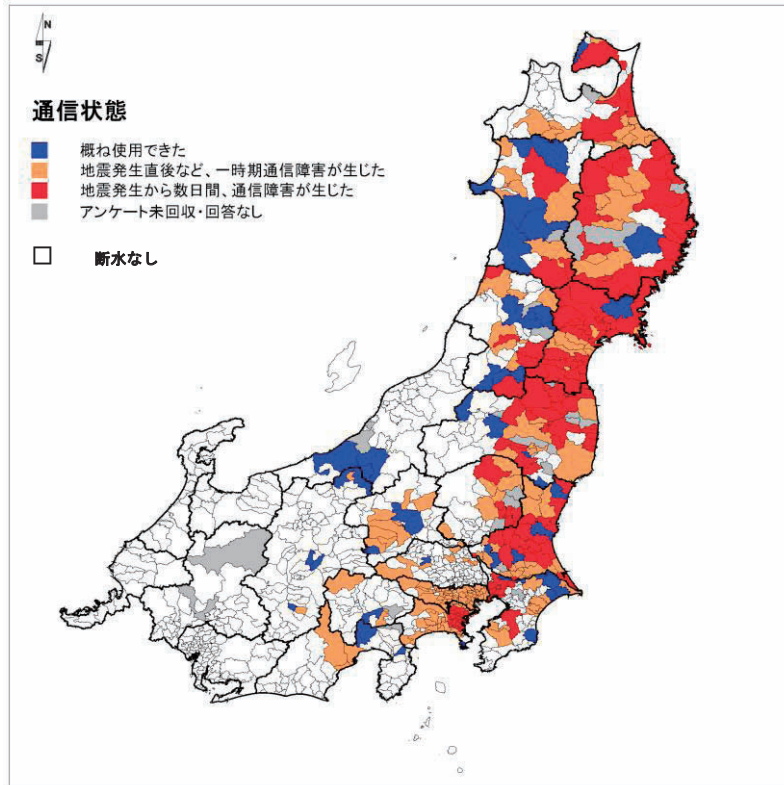 N
S
通信状態
概ね使用できた
地震発生直後など、一時期通信障害が生じた
地震発生から数日間、通信障害が生じた
アンケート未回収・回答なし
断水なし